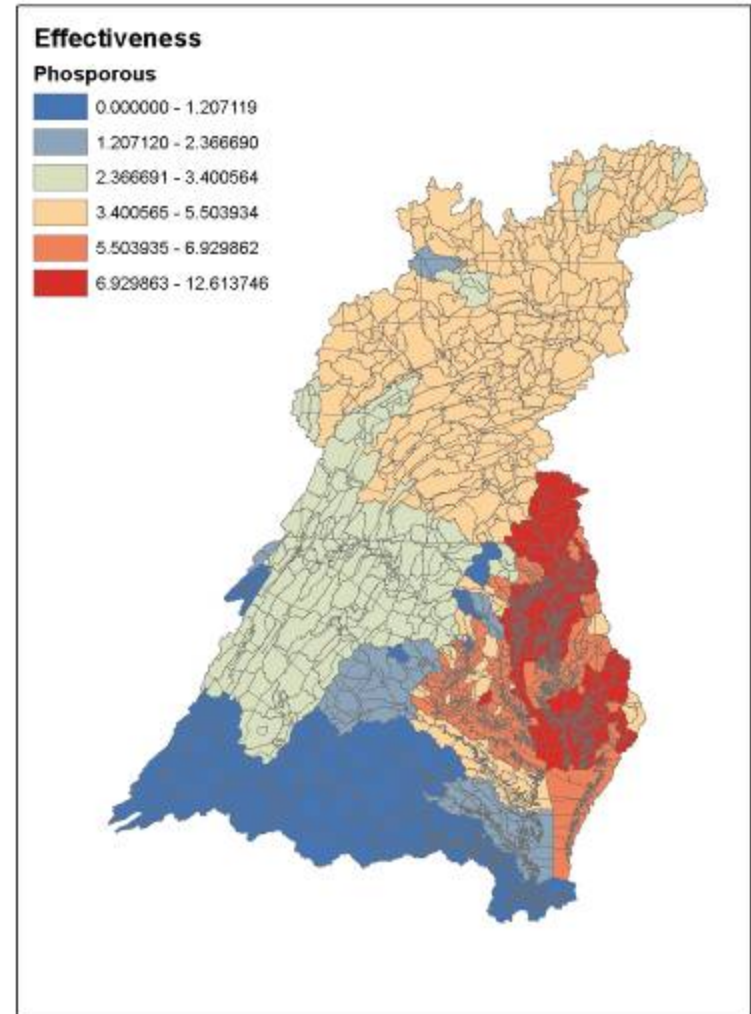 Effectiveness
Phosporous
0.000000 - 1.207119
1.207120 - 2.366690
2.366691 - 3.400564
3.400565 - 5.503934
5.503935 - 6.929862
6.929863 - 12.613746